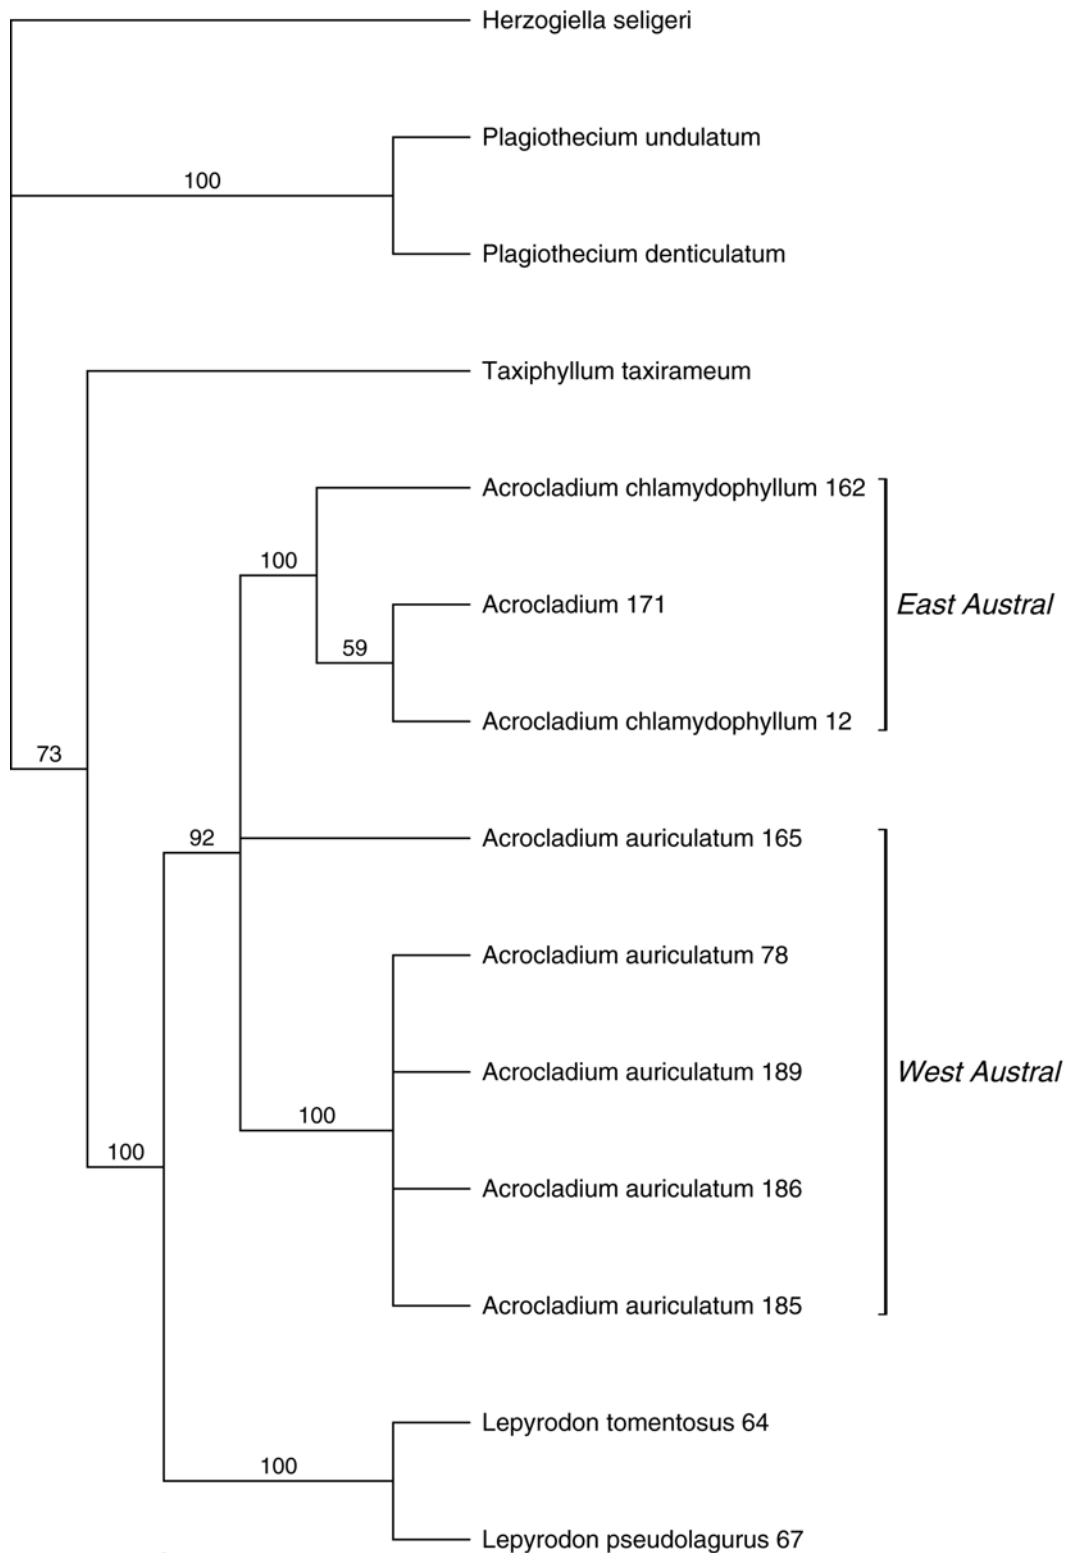 Herzogiella seligeri
Plagiothecium undulatum
100
Plagiothecium denticulatum
Taxiphyllum taxirameum
Acrocladium chlamydophyllum 162
100
Acrocladium 171
East Austral
59
Acrocladium chlamydophyllum 12
73
92
Acrocladium auriculatum 165
Acrocladium auriculatum 78
Acrocladium auriculatum 189
West Austral
100
100
Acrocladium auriculatum 186
Acrocladium auriculatum 185
Lepyrodon tomentosus 64
100
Lepyrodon pseudolagurus 67